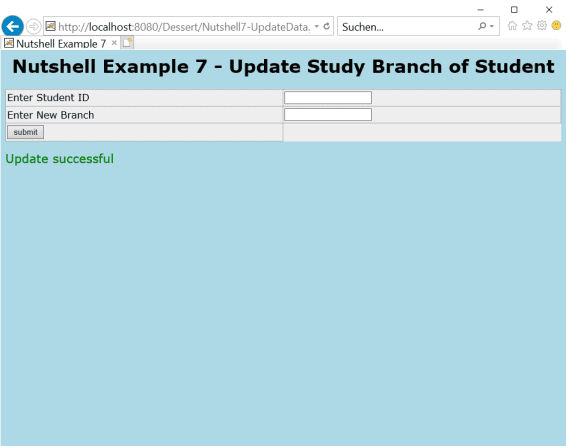 http://localhost:8080/Dessert/Nutshell7-UpdateData. Suchen...
Nutshell Example 7
Nutshell Example 7 - Update Study Branch of Student
Enter Student ID
Enter New Branch
submit
Update successful